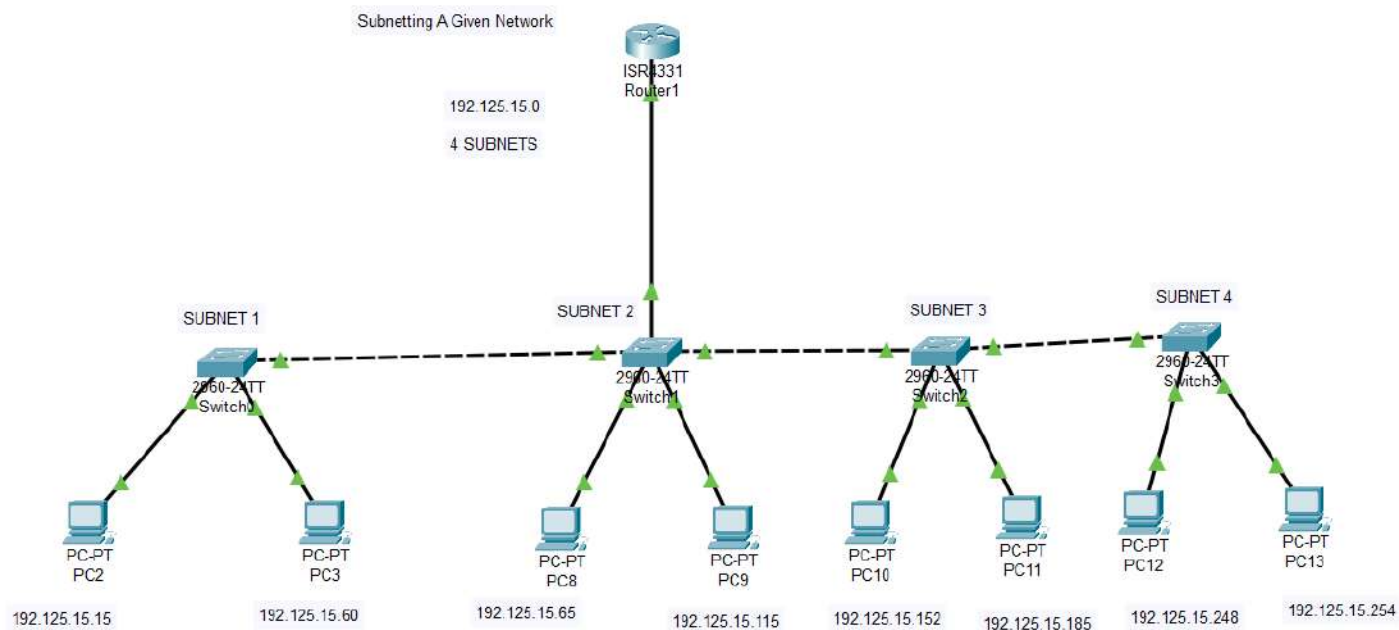 Subnetting A Given Network
ISR4331
Router1
192.125.15.0
4 SUBNETS
SUBNET 1
SUBNET 2
SUBNET 3
SUBNET 4
2960-24TT
Switch0
2960-24TT
Switch1
2960-24TT
Switch2
2960-24TT
Switch3
PC-PT
PC2
PC-PT
PC3
PC-PT
PC8
PC-PT
PC9
PC-PT
PC10
PC-PT
PC11
PC-PT
PC12
PC-PT
PC13
192.125.15.15
192.125.15.60
192.125.15.65
192.125.15.115
192.125.15.152
192.125.15.185
192.125.15.248
192.125.15.254